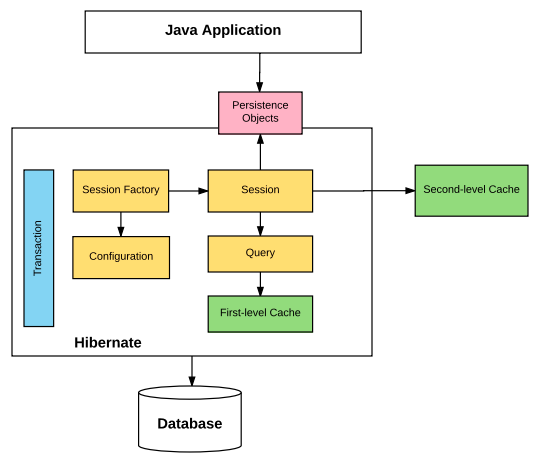 Java Application
Persistence
Objects
Session Factory
Session
Second-level Cache
Transaction
Configuration
Query
First-level Cache
Hibernate
Database